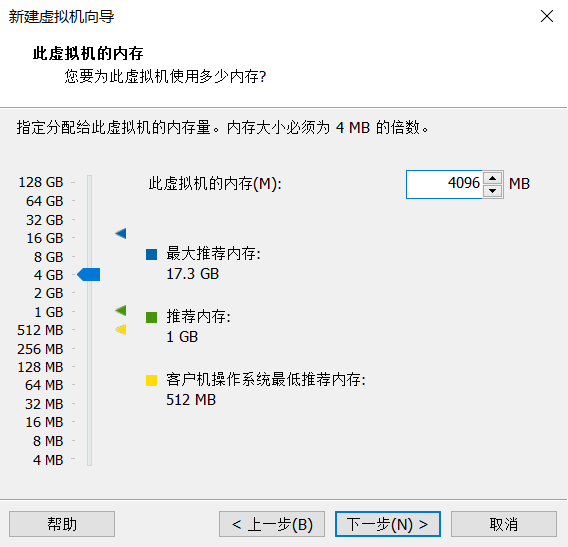 新建虚拟机向导
此虚拟机的内存
您要为此虚拟机使用多少内存?
指定分配给此虚拟机的内存量。内存大小必须为 4 MB 的倍数。
128 GB
64 GB
32 GB
16 GB
8 GB
4 GB
2 GB
1 GB
512 MB
256 MB
128 MB
64 MB
32 MB
16 MB
8 MB
4 MB
此虚拟机的内存(M): 4096 MB
最大推荐内存:
17.3 GB
推荐内存:
1 GB
客户机操作系统最低推荐内存:
512 MB
帮助 < 上一步(B) 下一步(N) > 取消